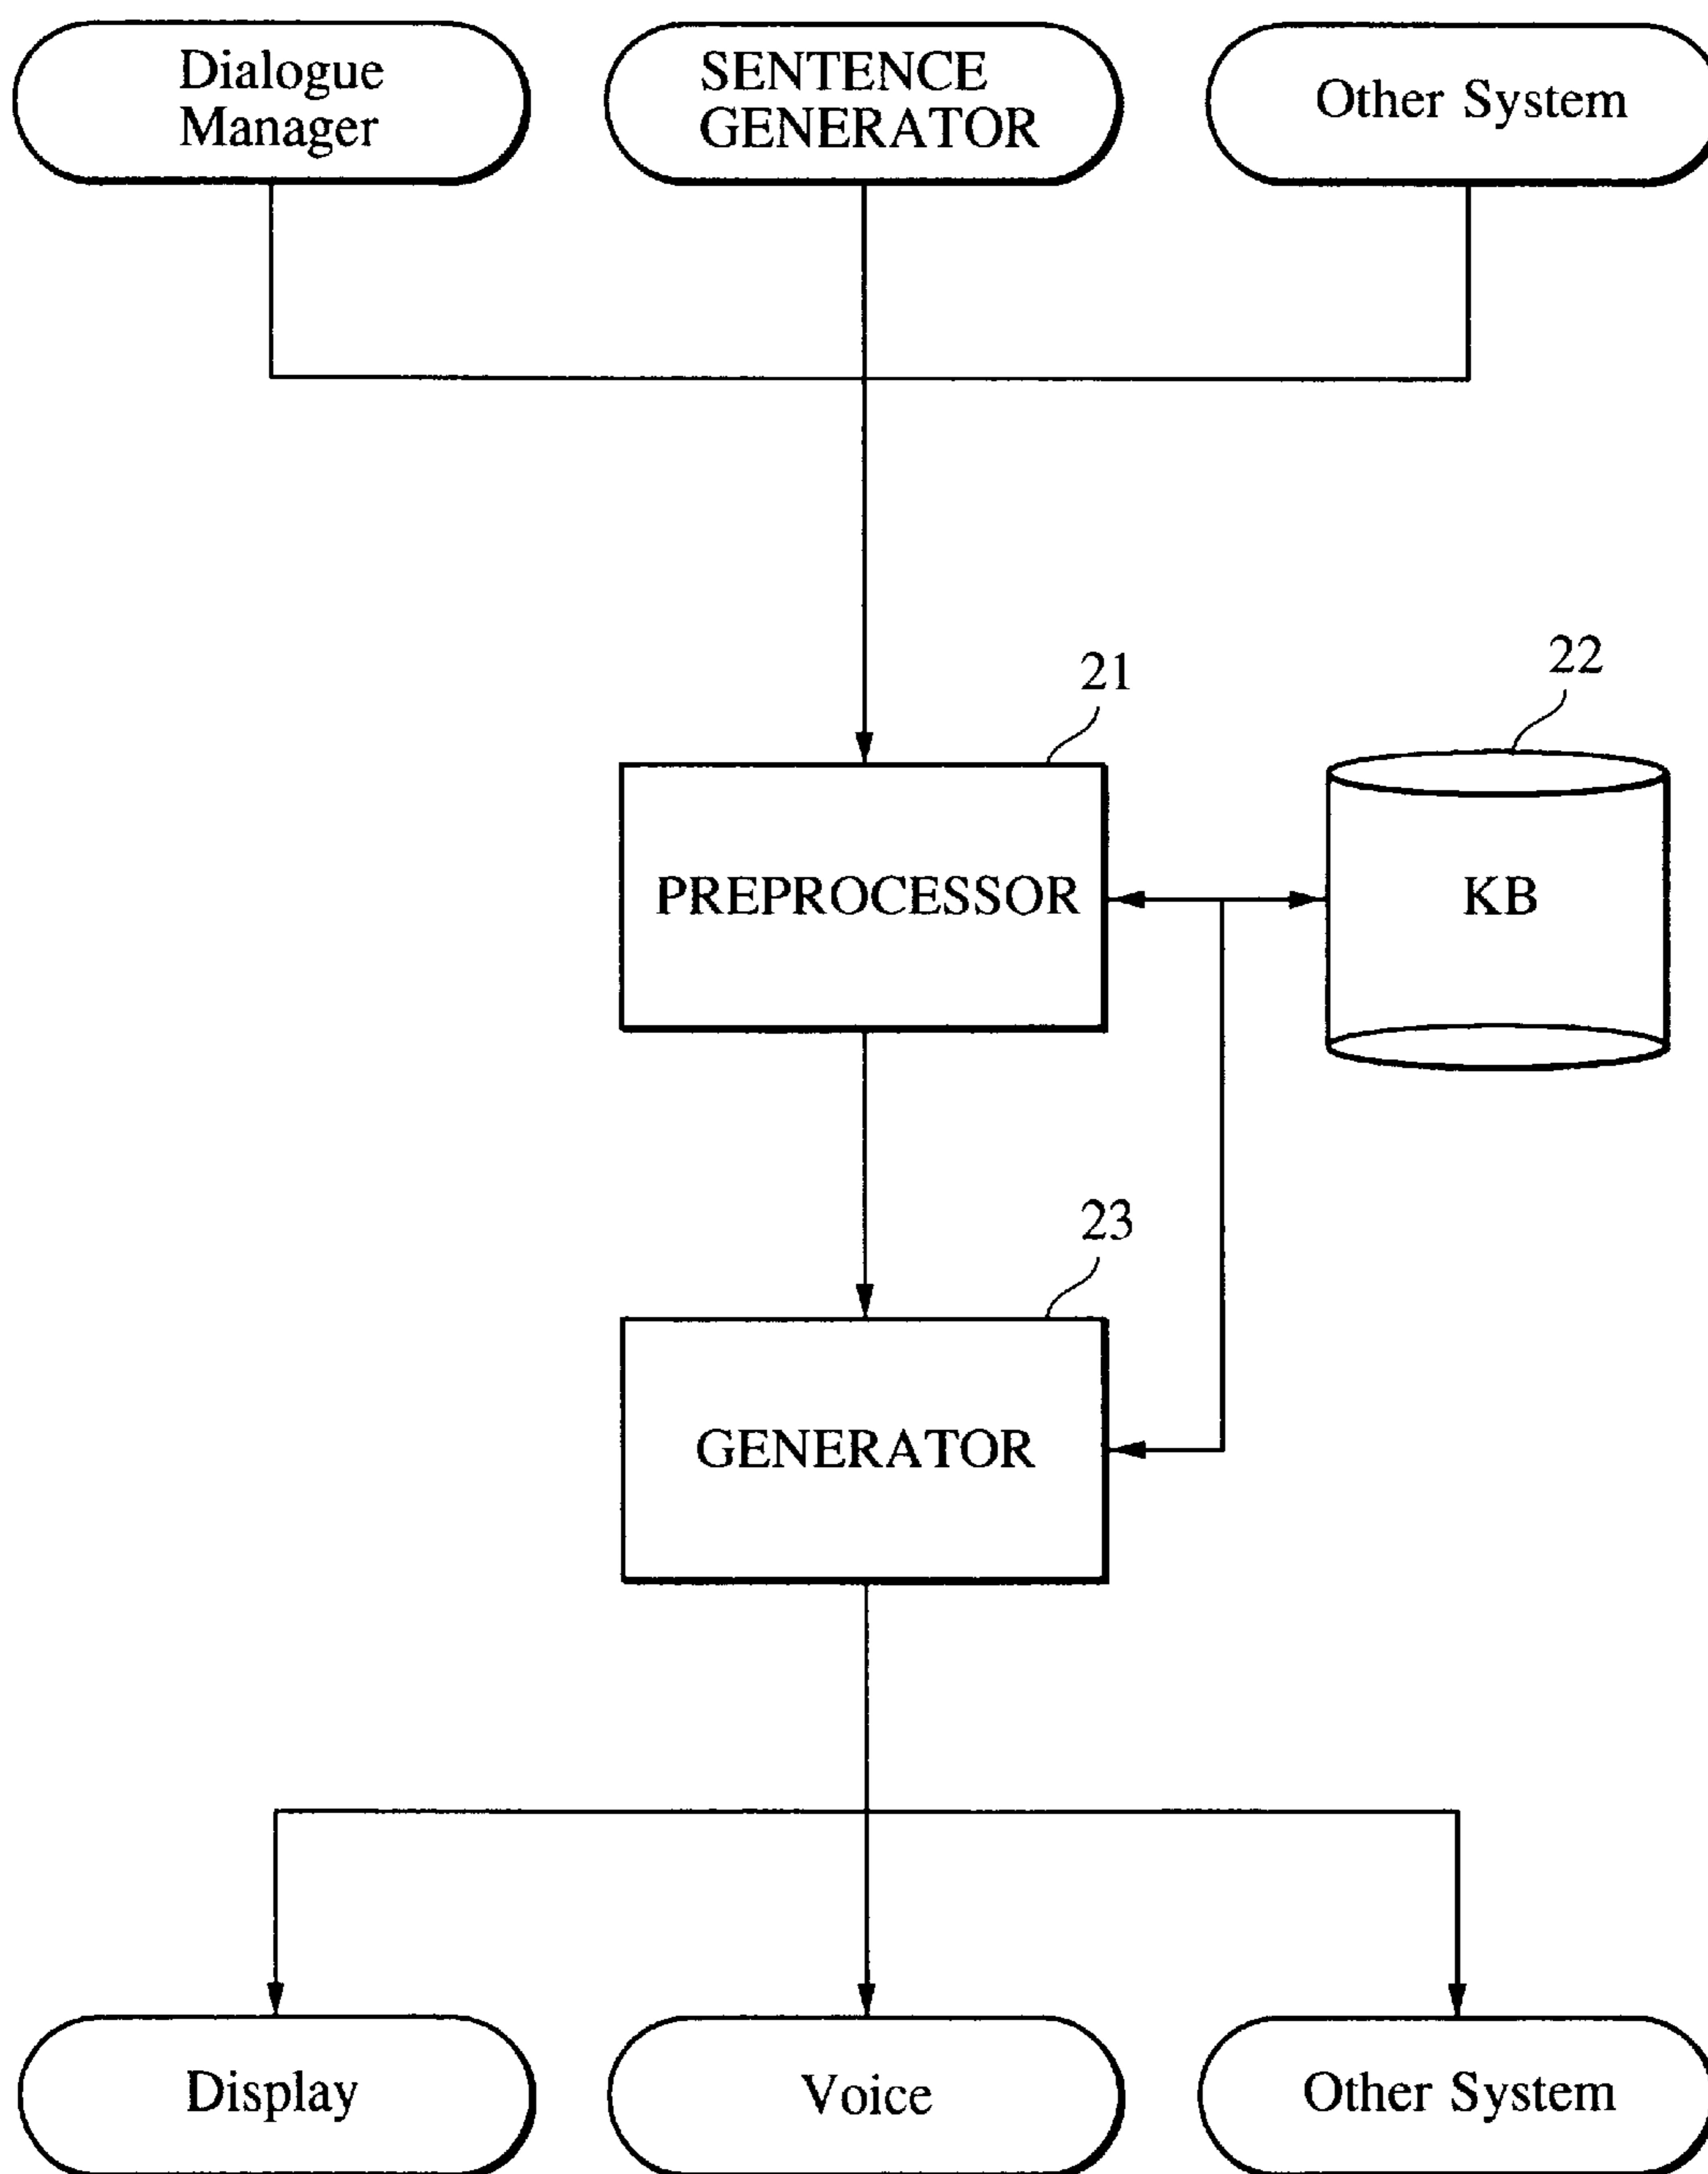 Dialogue
Manager
SENTENCE
GENERATOR
Other System
21
22
PREPROCESSOR
KB
23
GENERATOR
Display
Voice
Other System